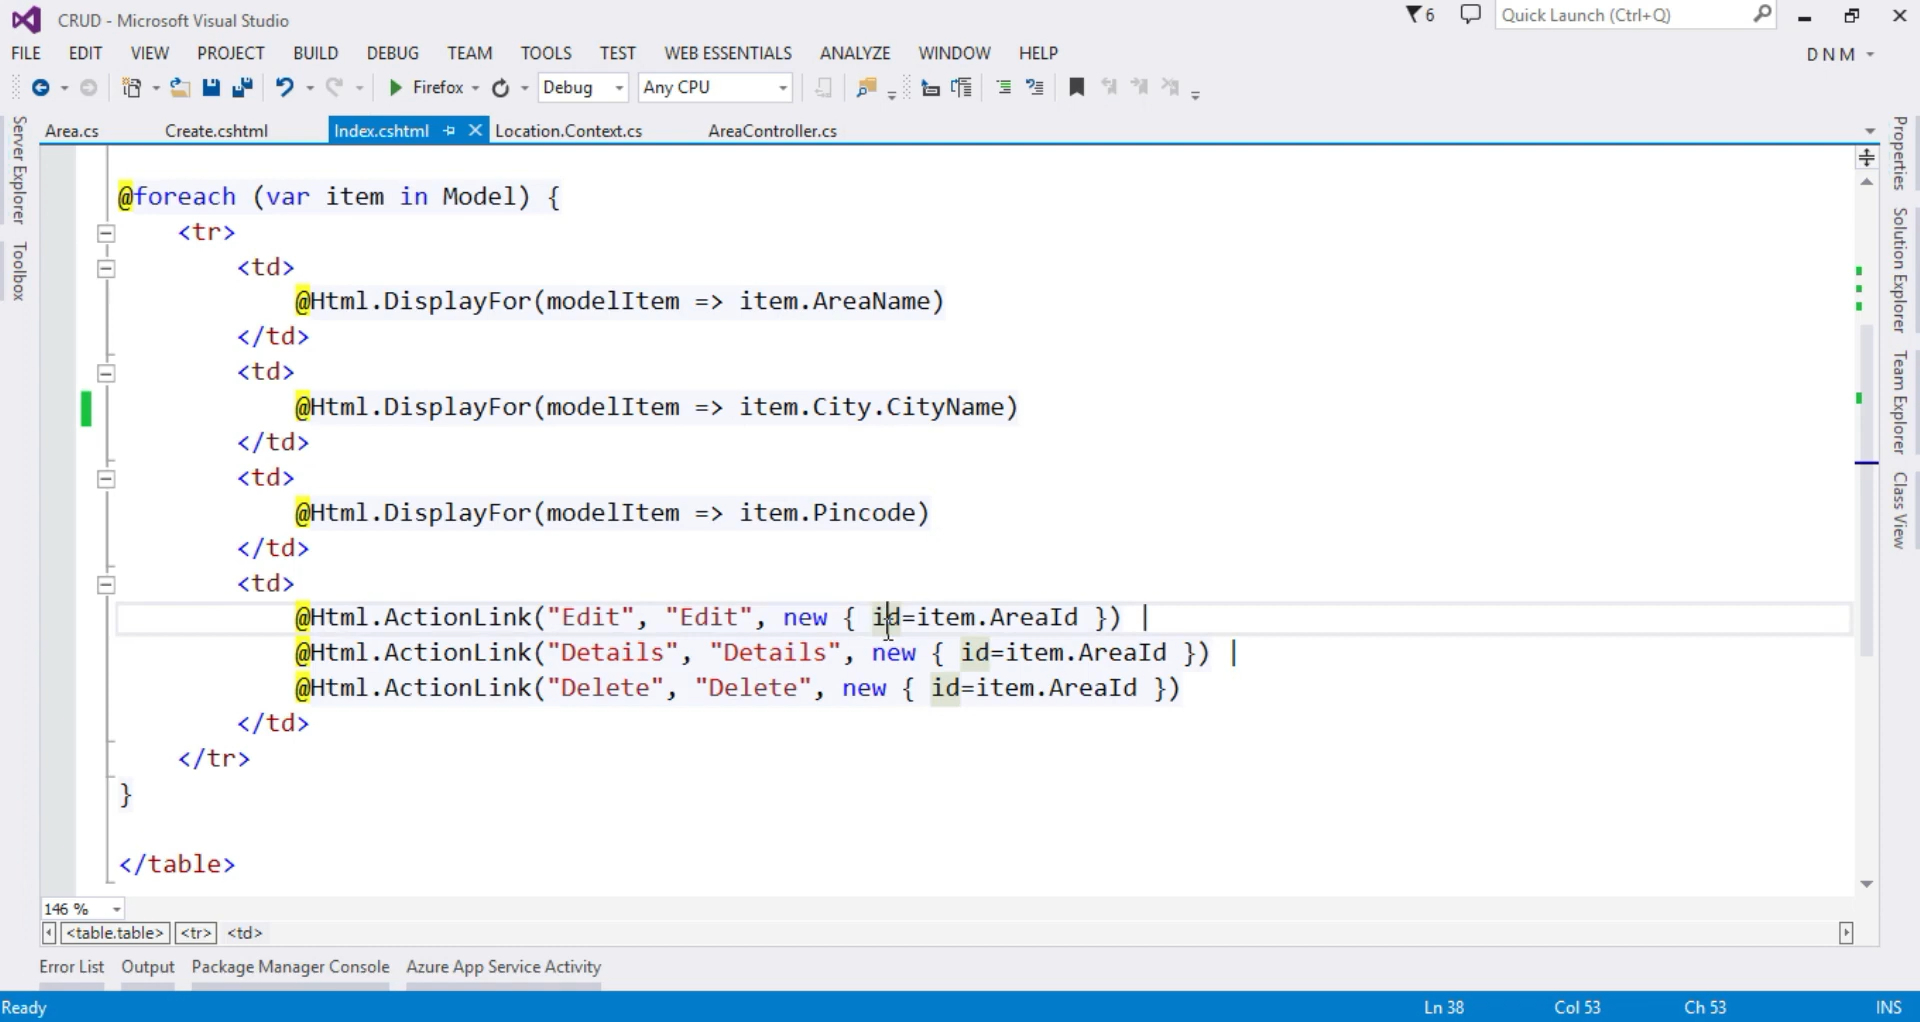 CRUD - Microsoft Visual Studio
6
Quick Launch (Ctrl+Q)
FILE EDIT VIEW PROJECT BUILD DEBUG TEAM TOOLS TEST WEB ESSENTIALS ANALYZE WINDOW HELP
D N M
Firefox
Debug
Any CPU
Area.cs Create.cshtml Index.cshtml Location.Context.cs AreaController.cs
Server Explorer
Toolbox
@foreach (var item in Model) {
<tr>
<td>
@Html.DisplayFor(modelItem => item.AreaName)
</td>
<td>
@Html.DisplayFor(modelItem => item.City.CityName)
</td>
<td>
@Html.DisplayFor(modelItem => item.Pincode)
</td>
<td>
@Html.ActionLink("Edit", "Edit", new { id=item.AreaId }) |
@Html.ActionLink("Details", "Details", new { id=item.AreaId }) |
@Html.ActionLink("Delete", "Delete", new { id=item.AreaId })
</td>
</tr>
}
</table>
Properties
Solution Explorer
Team Explorer
Class View
146 %
<table.table> <tr> <td>
Error List Output Package Manager Console Azure App Service Activity
Ready Ln 38 Col 53 Ch 53 INS